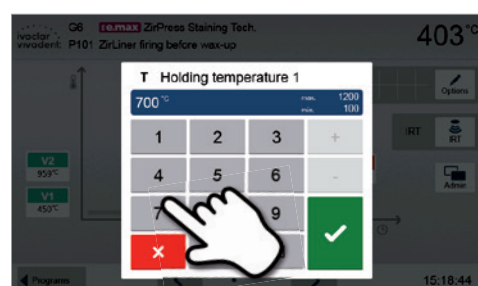 ivoclar G6 IPS e.max ZirPress Staining Tech.
vivadent: P101 ZirLiner firing before wax-up
403°C
T Holding temperature 1
700 °C
max. 1200
min. 100
1 2 3 +
4 5 6 -
7 9
Options
IRT
IRT
Admin
V2
959°C
V1
450°C
Programs
15:18:44